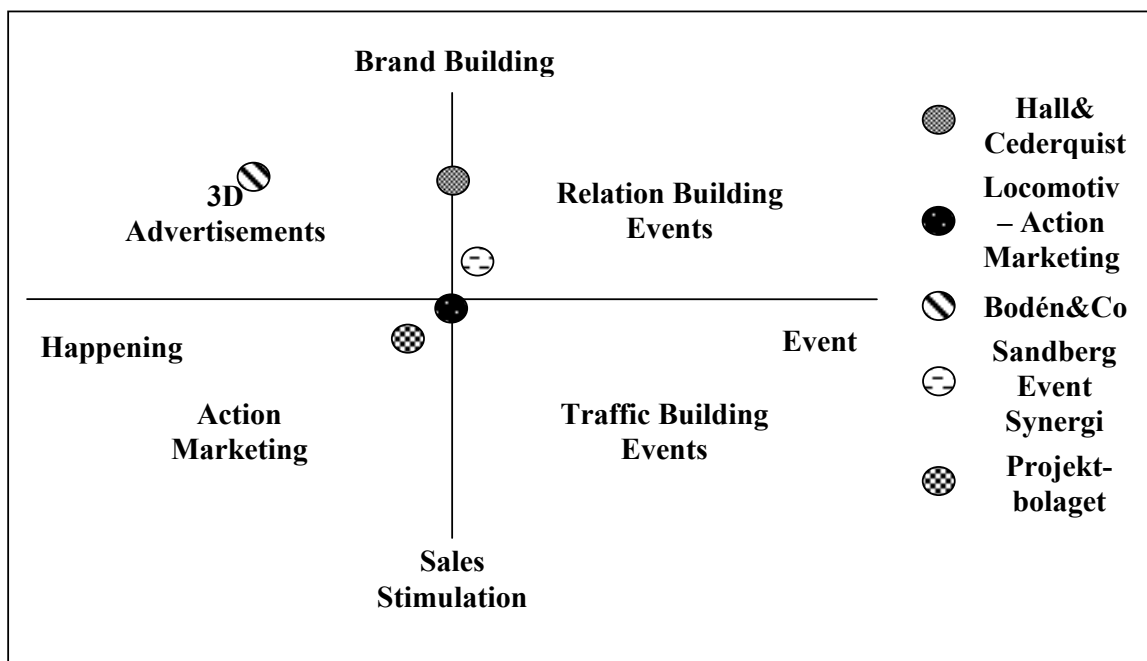 Brand Building
3D
Advertisements
Relation Building
Events
Happening
Event
Action
Marketing
Traffic Building
Events
Sales
Stimulation
Hall&
Cederquist
Locomotiv
– Action
Marketing
Bodén&Co
Sandberg
Event
Synergi
Projekt-
bolaget